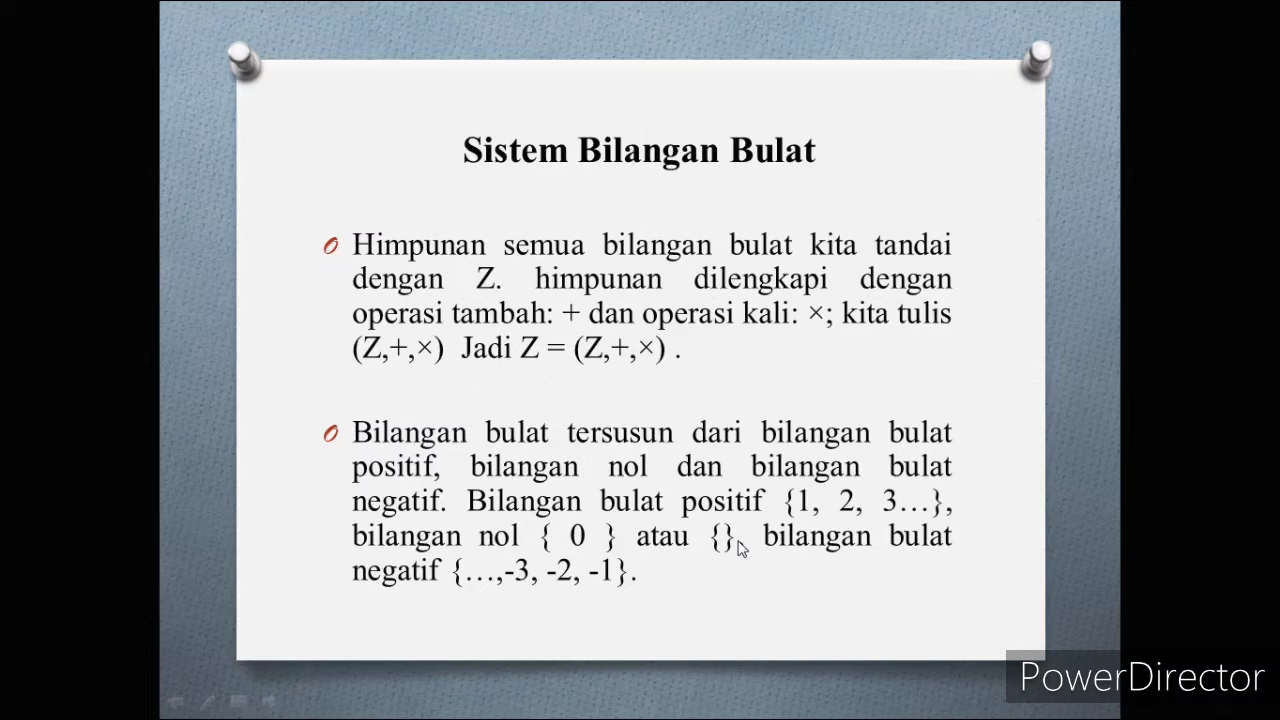 Sistem Bilangan Bulat
Himpunan semua bilangan bulat kita tandai
dengan Z. himpunan dilengkapi dengan
operasi tambah: + dan operasi kali: ×; kita tulis
(Z,+,×) Jadi Z = (Z,+,×) .
Bilangan bulat tersusun dari bilangan bulat
positif, bilangan nol dan bilangan bulat
negatif. Bilangan bulat positif {1, 2, 3…},
bilangan nol { 0 } atau {}, bilangan bulat
negatif {…,-3, -2, -1}.
PowerDirector